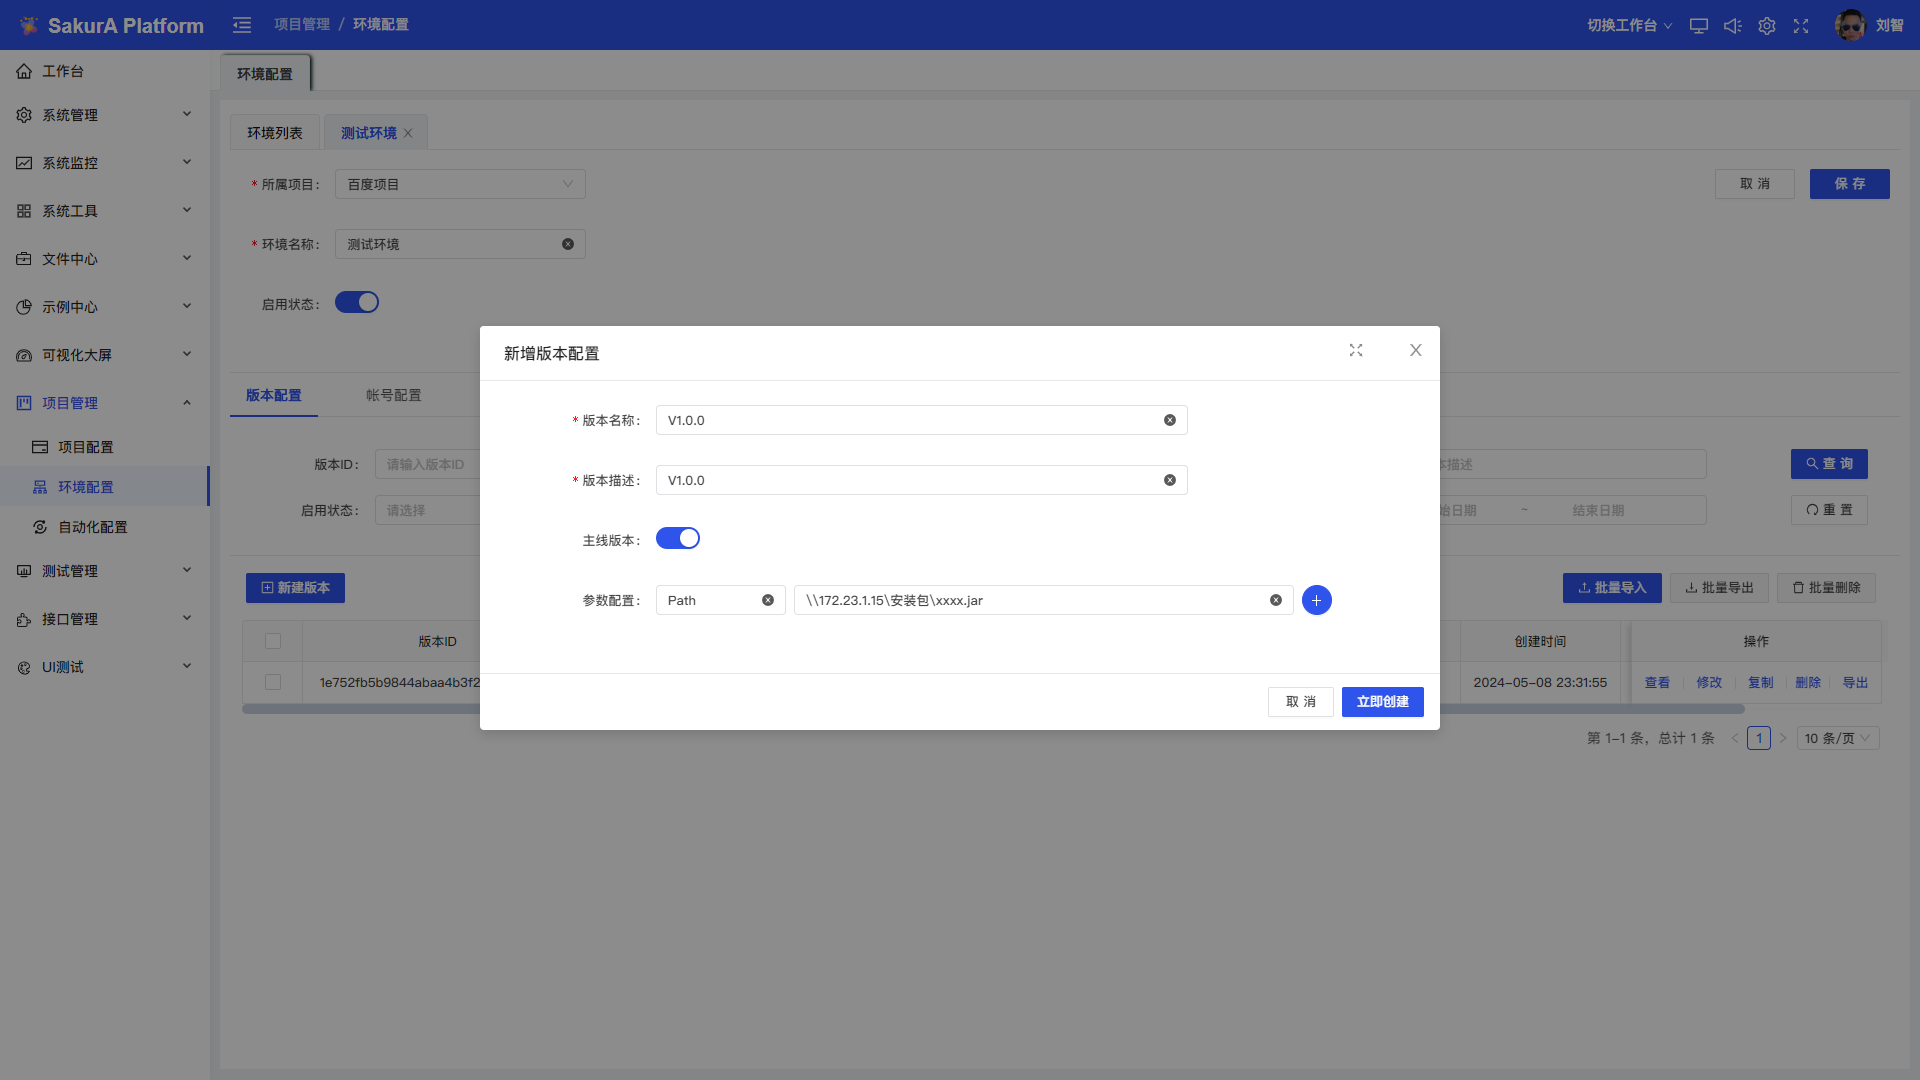 SakurA Platform
项目管理 / 环境配置
切换工作台
刘智
工作台
系统管理
系统监控
系统工具
文件中心
示例中心
可视化大屏
项目管理
项目配置
环境配置
自动化配置
测试管理
接口管理
UI测试
环境配置
环境列表
测试环境
* 所属项目:
百度项目
取 消
保 存
* 环境名称:
测试环境
启用状态:
版本配置
帐号配置
版本ID:
请输入版本ID
描述
查 询
启用状态:
请选择
日期
~
结束日期
重 置
新建版本
批量导入
批量导出
批量删除
版本ID
创建时间
操作
1e752fb5b9844abaa4b3f2
2024-05-08 23:31:55
查看
修改
复制
删除
导出
第 1-1 条, 总计 1 条
1
10 条/页
新增版本配置
* 版本名称:
V1.0.0
* 版本描述:
V1.0.0
主线版本:
参数配置:
Path
\\172.23.1.15\安装包\xxxx.jar
取 消
立即创建